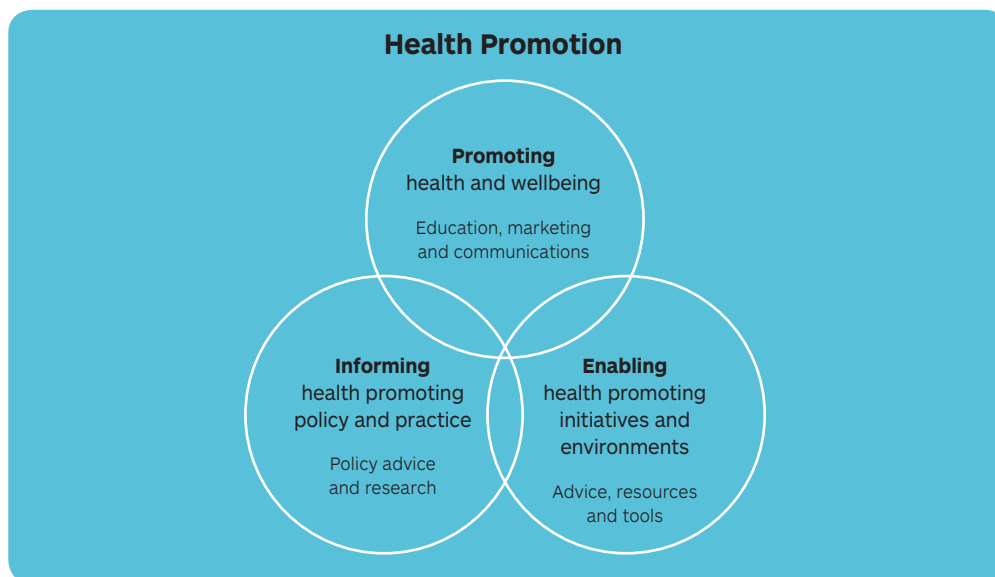 Health Promotion
Promoting
health and wellbeing
Education, marketing
and communications
Informing
health promoting
policy and practice
Policy advice
and research
Enabling
health promoting
initiatives and
environments
Advice, resources
and tools